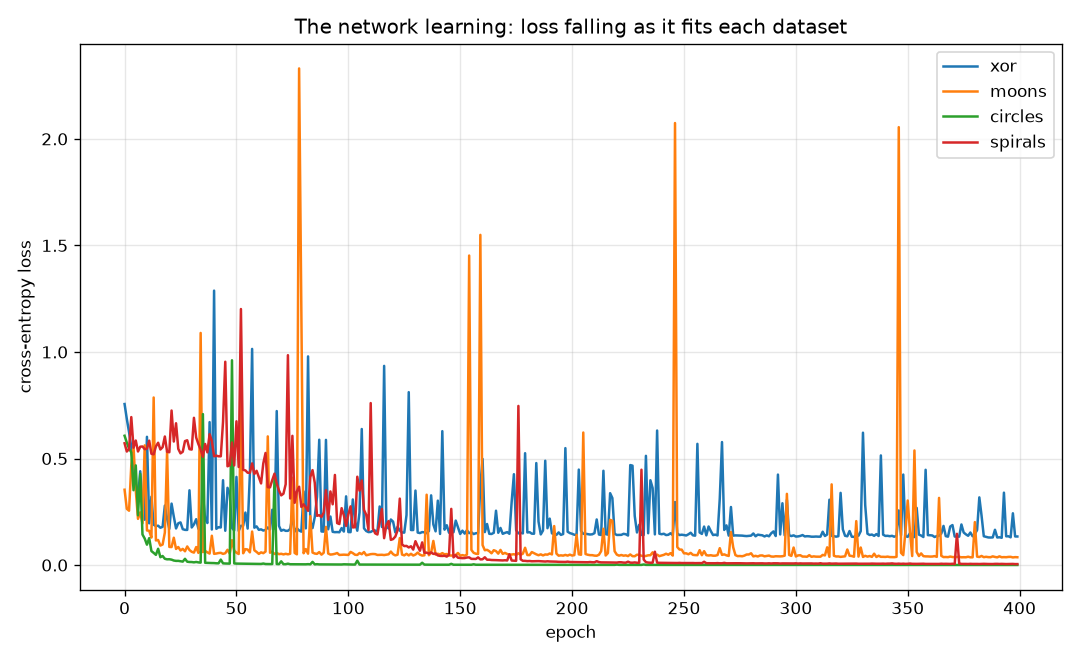 The network learning: loss falling as it fits each dataset
xor
moons
circles
spirals
cross-entropy loss
2.0
1.5
1.0
0.5
0.0
0 50 100 150 200 250 300 350 400
epoch